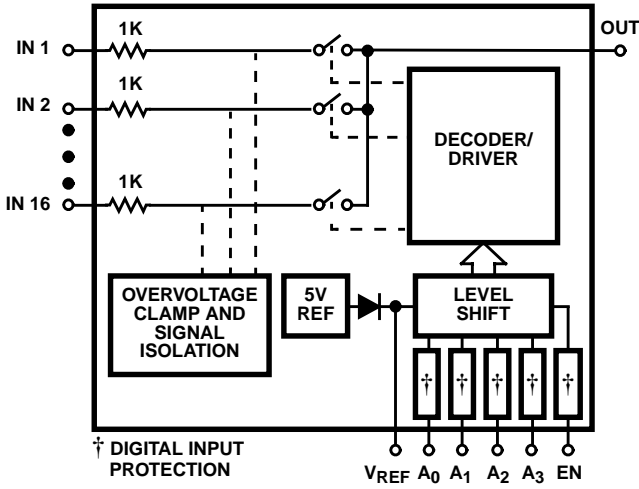 1K
OUT
IN 1
1K
IN 2
DECODER/
DRIVER
1K
IN 16
OVERVOLTAGE
CLAMP AND
SIGNAL
ISOLATION
5V
REF
LEVEL
SHIFT
† † † † †
† DIGITAL INPUT
PROTECTION
VREF A0 A1 A2 A3 EN